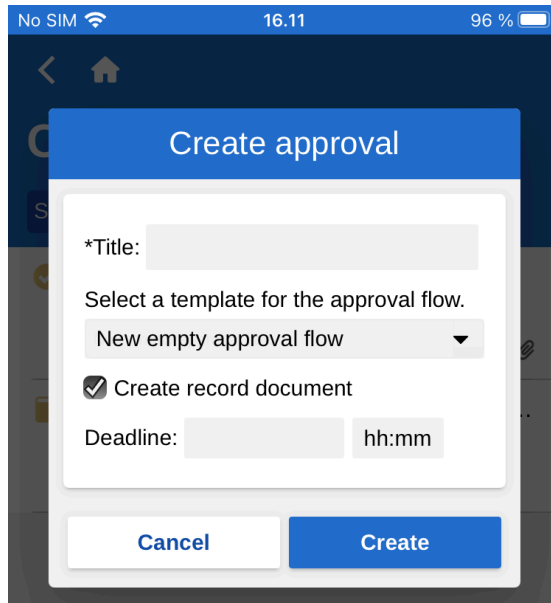 No SIM 16.11 96 %
C
Create approval
S
*Title:
Select a template for the approval flow.
New empty approval flow
Create record document
Deadline: hh:mm
Cancel Create